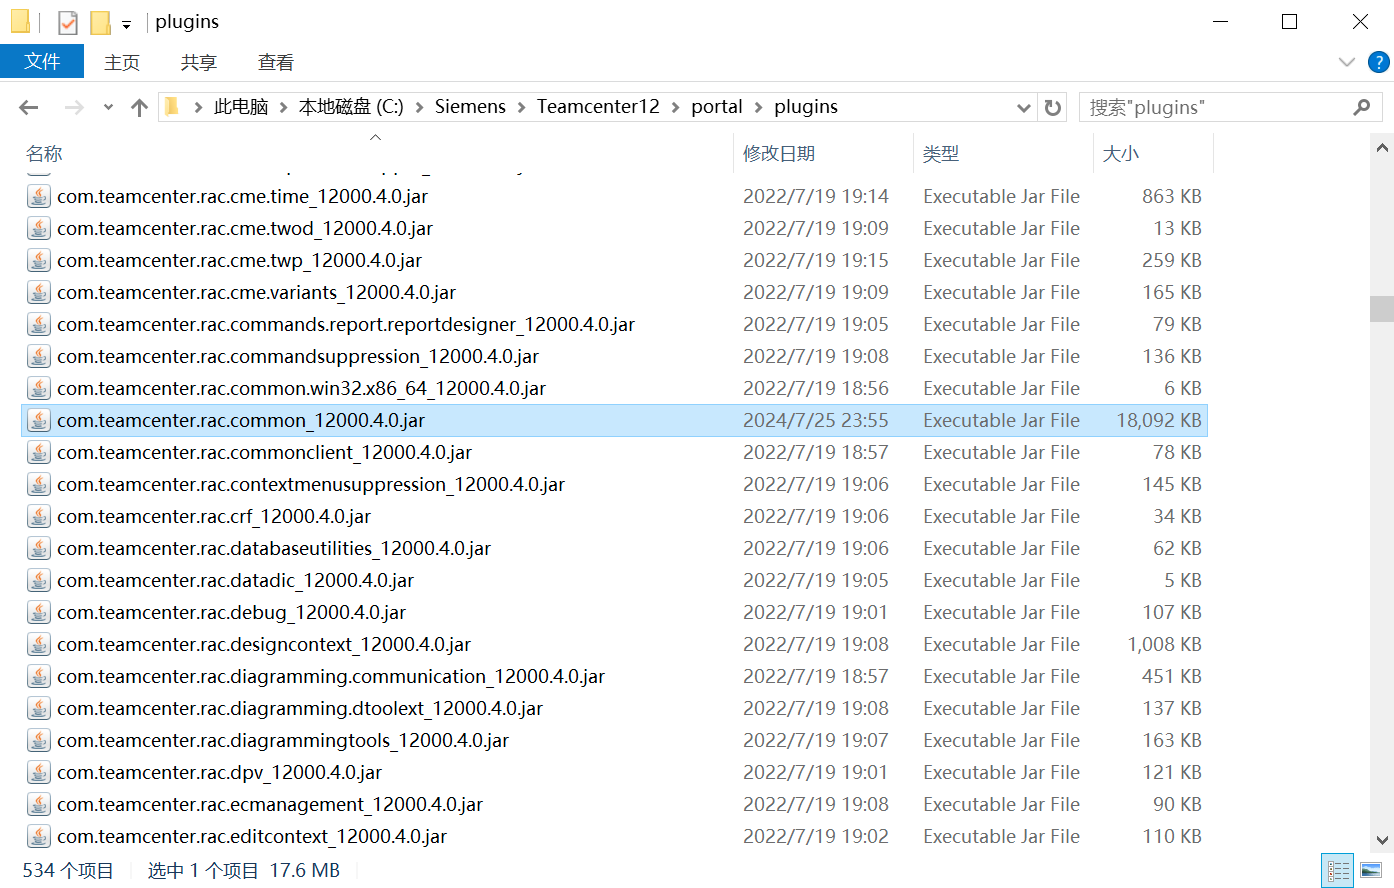 plugins
文件 主页 共享 查看
此电脑 本地磁盘 (C:) Siemens Teamcenter12 portal plugins 搜索"plugins"
名称 修改日期 类型 大小
com.teamcenter.rac.cme.time_12000.4.0.jar 2022/7/19 19:14 Executable Jar File 863 KB
com.teamcenter.rac.cme.twod_12000.4.0.jar 2022/7/19 19:09 Executable Jar File 13 KB
com.teamcenter.rac.cme.twp_12000.4.0.jar 2022/7/19 19:15 Executable Jar File 259 KB
com.teamcenter.rac.cme.variants_12000.4.0.jar 2022/7/19 19:09 Executable Jar File 165 KB
com.teamcenter.rac.commands.report.reportdesigner_12000.4.0.jar 2022/7/19 19:05 Executable Jar File 79 KB
com.teamcenter.rac.commandsuppression_12000.4.0.jar 2022/7/19 19:08 Executable Jar File 136 KB
com.teamcenter.rac.common.win32.x86_64_12000.4.0.jar 2022/7/19 18:56 Executable Jar File 6 KB
com.teamcenter.rac.common_12000.4.0.jar 2024/7/25 23:55 Executable Jar File 18,092 KB
com.teamcenter.rac.commonclient_12000.4.0.jar 2022/7/19 18:57 Executable Jar File 78 KB
com.teamcenter.rac.contextmenusuppression_12000.4.0.jar 2022/7/19 19:06 Executable Jar File 145 KB
com.teamcenter.rac.crf_12000.4.0.jar 2022/7/19 19:06 Executable Jar File 34 KB
com.teamcenter.rac.databaseutilities_12000.4.0.jar 2022/7/19 19:06 Executable Jar File 62 KB
com.teamcenter.rac.datadic_12000.4.0.jar 2022/7/19 19:05 Executable Jar File 5 KB
com.teamcenter.rac.debug_12000.4.0.jar 2022/7/19 19:01 Executable Jar File 107 KB
com.teamcenter.rac.designcontext_12000.4.0.jar 2022/7/19 19:08 Executable Jar File 1,008 KB
com.teamcenter.rac.diagramming.communication_12000.4.0.jar 2022/7/19 18:57 Executable Jar File 451 KB
com.teamcenter.rac.diagramming.dtoolext_12000.4.0.jar 2022/7/19 19:08 Executable Jar File 137 KB
com.teamcenter.rac.diagrammingtools_12000.4.0.jar 2022/7/19 19:07 Executable Jar File 163 KB
com.teamcenter.rac.dpv_12000.4.0.jar 2022/7/19 19:01 Executable Jar File 121 KB
com.teamcenter.rac.ecmanagement_12000.4.0.jar 2022/7/19 19:08 Executable Jar File 90 KB
com.teamcenter.rac.editcontext_12000.4.0.jar 2022/7/19 19:02 Executable Jar File 110 KB
534 个项目 选中 1 个项目 17.6 MB